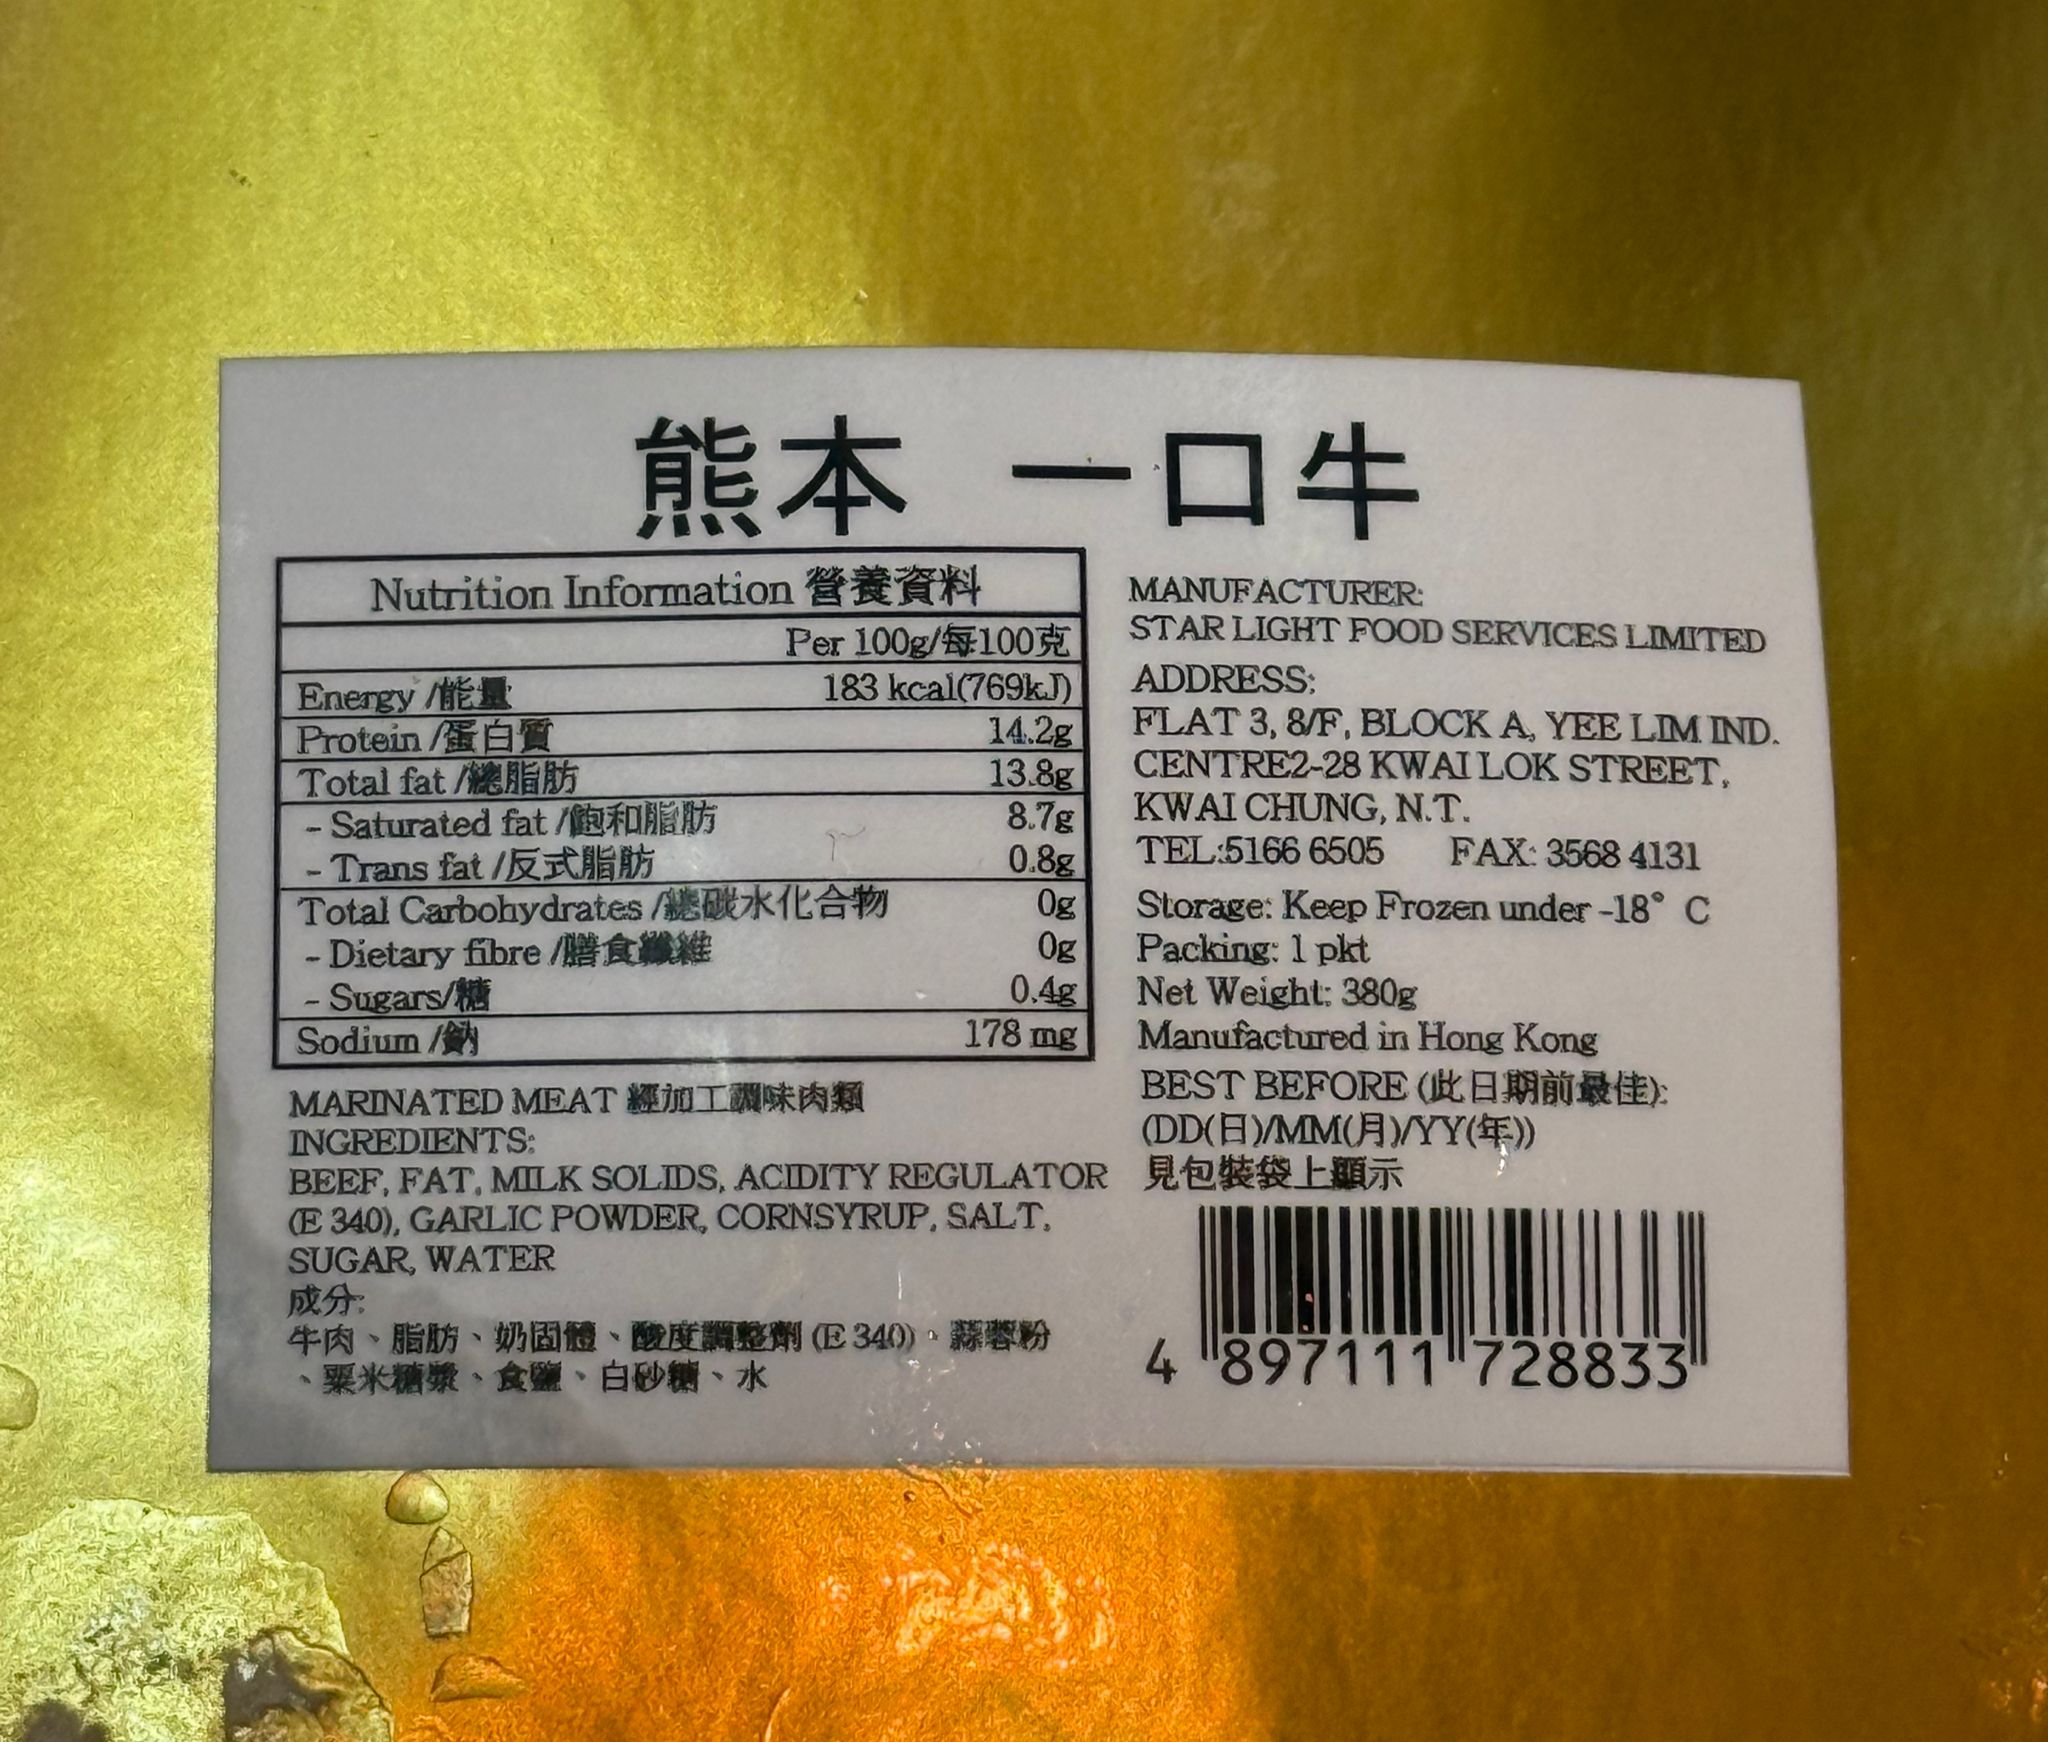 熊本 一口牛
Nutrition Information 營養資料
Per 100g/每100克
Energy /能量 183 kcal(769kJ)
Protein /蛋白質 14.2g
Total fat /總脂肪 13.8g
- Saturated fat /飽和脂肪 8.7g
- Trans fat /反式脂肪 0.8g
Total Carbohydrates /總碳水化合物 0g
- Dietary fibre /膳食纖維 0g
- Sugars/糖 0.4g
Sodium /鈉 178 mg
MARINATED MEAT 經加工調味肉類
INGREDIENTS:
BEEF, FAT, MILK SOLIDS, ACIDITY REGULATOR
(E 340), GARLIC POWDER, CORNSYRUP, SALT,
SUGAR, WATER
成分:
牛肉、脂肪、奶固體、酸度調整劑 (E 340)、蒜蓉粉
、粟米糖漿、食鹽、白砂糖、水
MANUFACTURER:
STAR LIGHT FOOD SERVICES LIMITED
ADDRESS:
FLAT 3, 8/F, BLOCK A, YEE LIM IND.
CENTRE2-28 KWAI LOK STREET,
KWAI CHUNG, N.T.
TEL:5166 6505 FAX: 3568 4131
Storage: Keep Frozen under -18° C
Packing: 1 pkt
Net Weight: 380g
Manufactured in Hong Kong
BEST BEFORE (此日期前最佳):
(DD(日)/MM(月)/YY(年))
見包裝袋上顯示
4 897111 728833